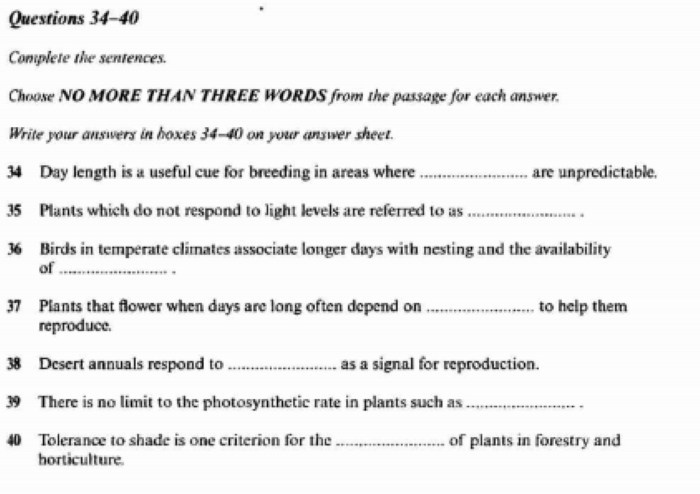 Questions 34–40
Complete the sentences.
Choose NO MORE THAN THREE WORDS from the passage for each answer.
Write your answers in boxes 34–40 on your answer sheet.
34 Day length is a useful cue for breeding in areas where ........................ are unpredictable.
35 Plants which do not respond to light levels are referred to as ........................ .
36 Birds in temperate climates associate longer days with nesting and the availability
of ........................ .
37 Plants that flower when days are long often depend on ........................ to help them
reproduce.
38 Desert annuals respond to ........................ as a signal for reproduction.
39 There is no limit to the photosynthetic rate in plants such as ........................ .
40 Tolerance to shade is one criterion for the ........................ of plants in forestry and
horticulture.